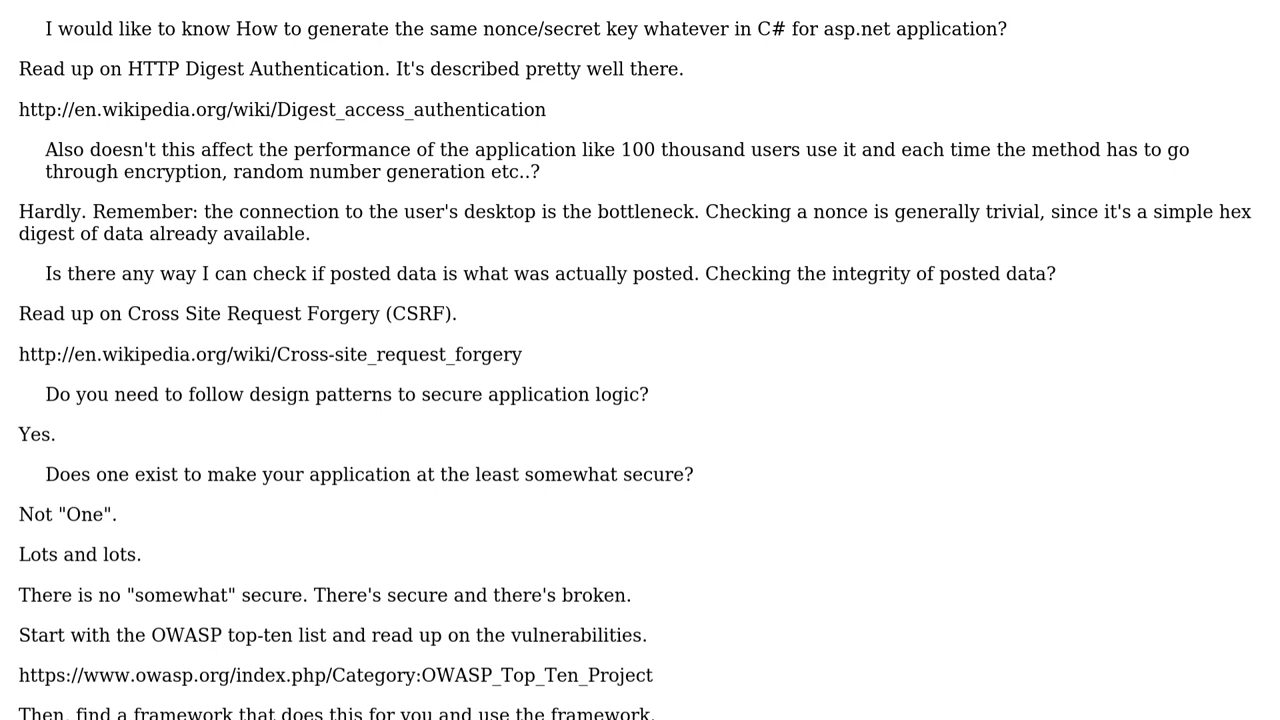 I would like to know How to generate the same nonce/secret key whatever in C# for asp.net application?
Read up on HTTP Digest Authentication. It's described pretty well there.
http://en.wikipedia.org/wiki/Digest_access_authentication
Also doesn't this affect the performance of the application like 100 thousand users use it and each time the method has to go
through encryption, random number generation etc..?
Hardly. Remember: the connection to the user's desktop is the bottleneck. Checking a nonce is generally trivial, since it's a simple hex
digest of data already available.
Is there any way I can check if posted data is what was actually posted. Checking the integrity of posted data?
Read up on Cross Site Request Forgery (CSRF).
http://en.wikipedia.org/wiki/Cross-site_request_forgery
Do you need to follow design patterns to secure application logic?
Yes.
Does one exist to make your application at the least somewhat secure?
Not "One".
Lots and lots.
There is no "somewhat" secure. There's secure and there's broken.
Start with the OWASP top-ten list and read up on the vulnerabilities.
https://www.owasp.org/index.php/Category:OWASP_Top_Ten_Project
Then, find a framework that does this for you and use the framework.